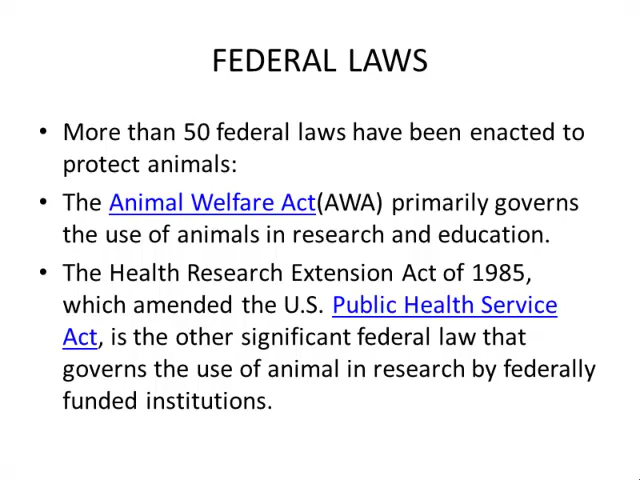 FEDERAL LAWS
• More than 50 federal laws have been enacted to
protect animals:
• The Animal Welfare Act(AWA) primarily governs
the use of animals in research and education.
• The Health Research Extension Act of 1985,
which amended the U.S. Public Health Service
Act, is the other significant federal law that
governs the use of animal in research by federally
funded institutions.